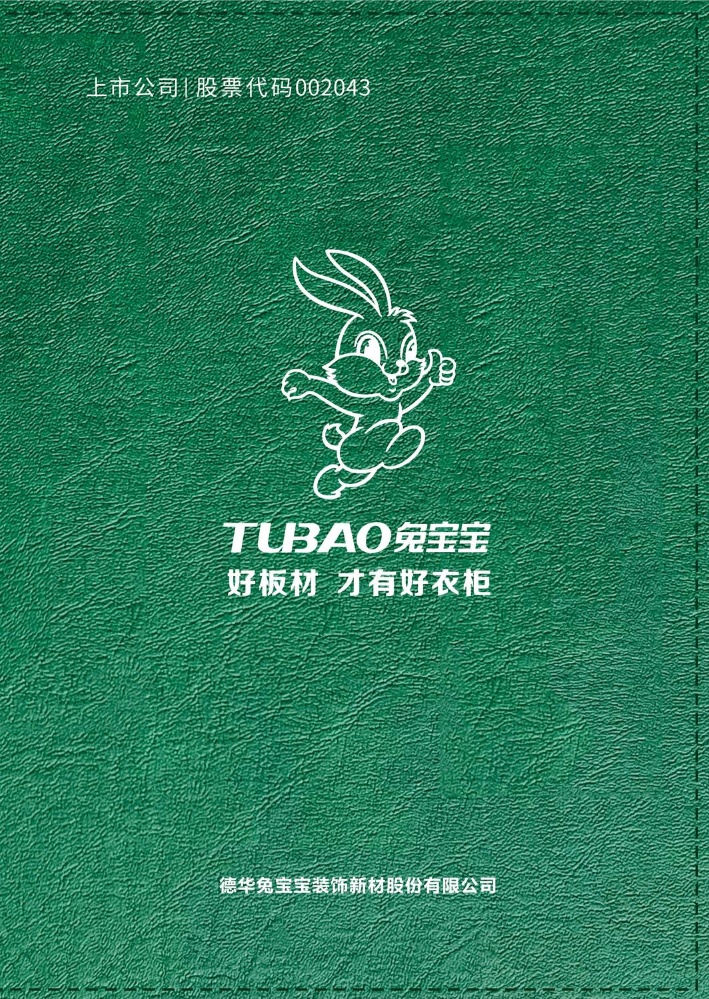 上市公司|股票代码002043
TUBAO兔宝宝
好板材 才有好衣柜
德华兔宝宝装饰新材股份有限公司